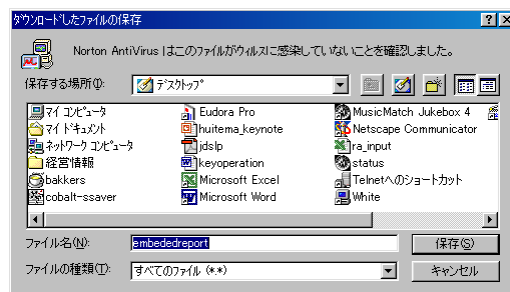 ダウンロードしたファイルの保存
Norton AntiVirus はこのファイルがウィルスに感染していないことを確認しました。
保存する場所(I):
デスクトップ
マイ コンピュータ
マイ ドキュメント
ネットワーク コンピュータ
経営情報
bakkers
cobalt-ssaver
Eudora Pro
huitema_keynote
jdslp
keyoperation
Microsoft Excel
Microsoft Word
MusicMatch Jukebox 4
Netscape Communicator
ra_input
status
Telnetへのショートカット
White
ファイル名(N):
embededreport
保存(S)
ファイルの種類(T):
すべてのファイル (*.*)
キャンセル